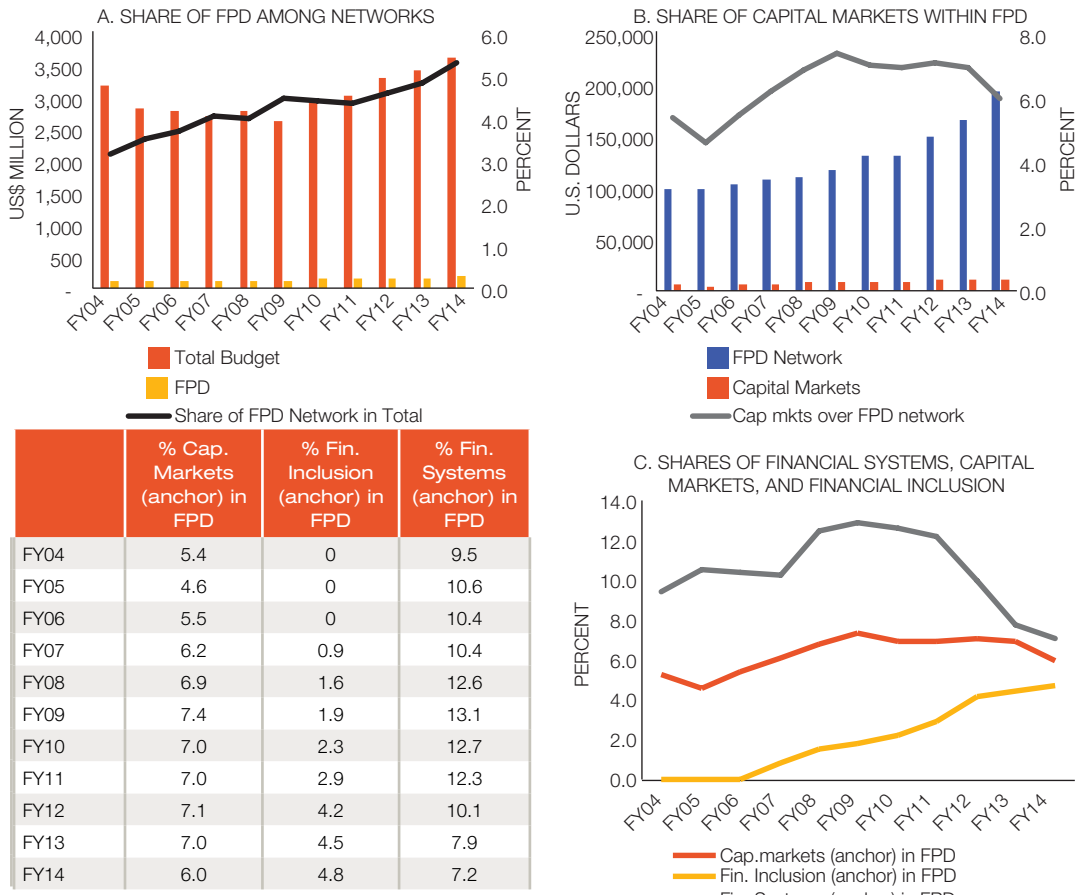 A. SHARE OF FPD AMONG NETWORKS
4,000
3,500
3,000
2,500
2,000
1,500
1,000
500
-
US$ MILLION
6.0
5.0
4.0
3.0
2.0
1.0
0.0
PERCENT
FY04
FY05
FY06
FY07
FY08
FY09
FY10
FY11
FY12
FY13
FY14
Total Budget
FPD
Share of FPD Network in Total
B. SHARE OF CAPITAL MARKETS WITHIN FPD
250,000
200,000
150,000
100,000
50,000
-
U.S. DOLLARS
8.0
6.0
4.0
2.0
0.0
PERCENT
FY04
FY05
FY06
FY07
FY08
FY09
FY10
FY11
FY12
FY13
FY14
FPD Network
Capital Markets
Cap mkts over FPD network
% Cap. Markets (anchor) in FPD
% Fin. Inclusion (anchor) in FPD
% Fin. Systems (anchor) in FPD
FY04 5.4 0 9.5
FY05 4.6 0 10.6
FY06 5.5 0 10.4
FY07 6.2 0.9 10.4
FY08 6.9 1.6 12.6
FY09 7.4 1.9 13.1
FY10 7.0 2.3 12.7
FY11 7.0 2.9 12.3
FY12 7.1 4.2 10.1
FY13 7.0 4.5 7.9
FY14 6.0 4.8 7.2
C. SHARES OF FINANCIAL SYSTEMS, CAPITAL
MARKETS, AND FINANCIAL INCLUSION
14.0
12.0
10.0
8.0
6.0
4.0
2.0
0.0
PERCENT
FY04
FY05
FY06
FY07
FY08
FY09
FY10
FY11
FY12
FY13
FY14
Cap.markets (anchor) in FPD
Fin. Inclusion (anchor) in FPD